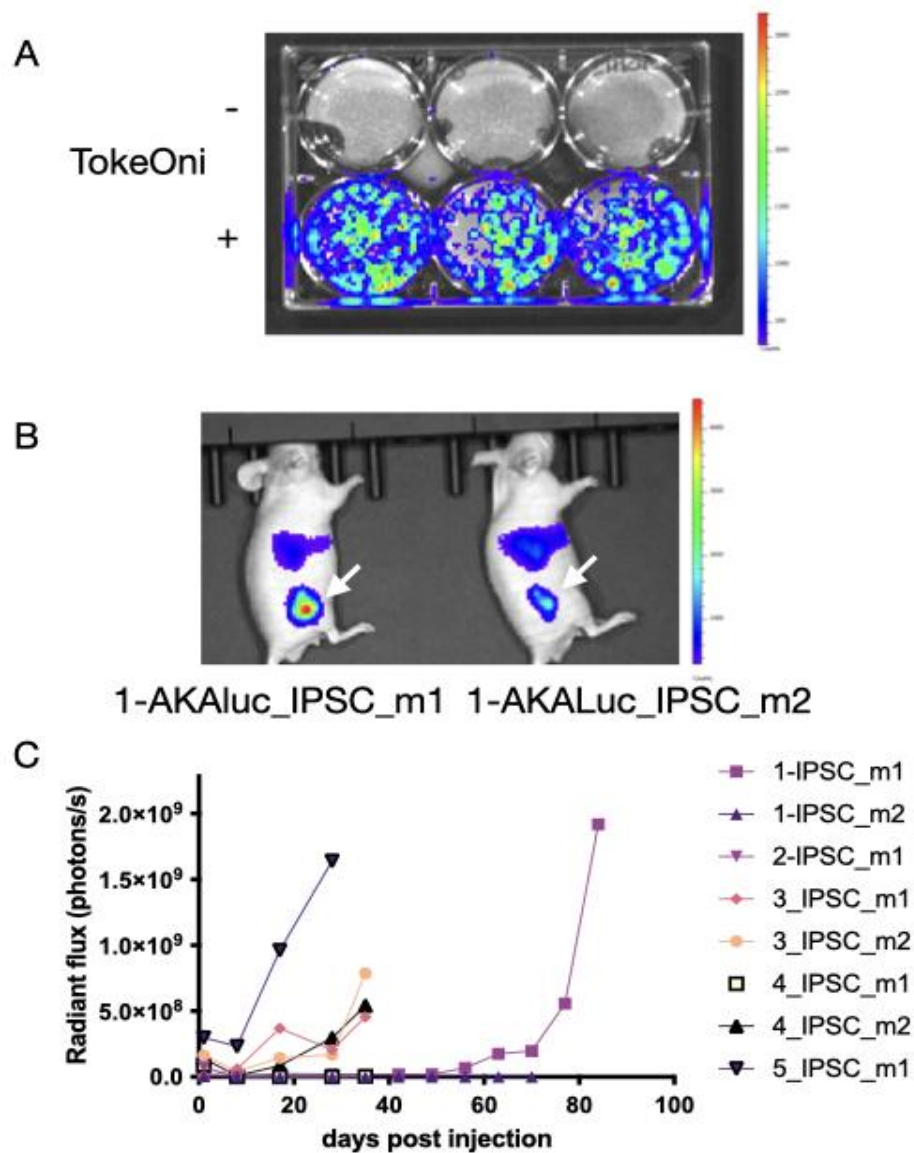 A
-
TokeOni
+
B
1-AKAluc_IPSC_m1 1-AKALuc_IPSC_m2
C
Radiant flux (photons/s)
2.0×10⁹
1.5×10⁹
1.0×10⁹
5.0×10⁸
0.0
0 20 40 60 80 100
days post injection
1-IPSC_m1
1-IPSC_m2
2-IPSC_m1
3_IPSC_m1
3_IPSC_m2
4_IPSC_m1
4_IPSC_m2
5_IPSC_m1